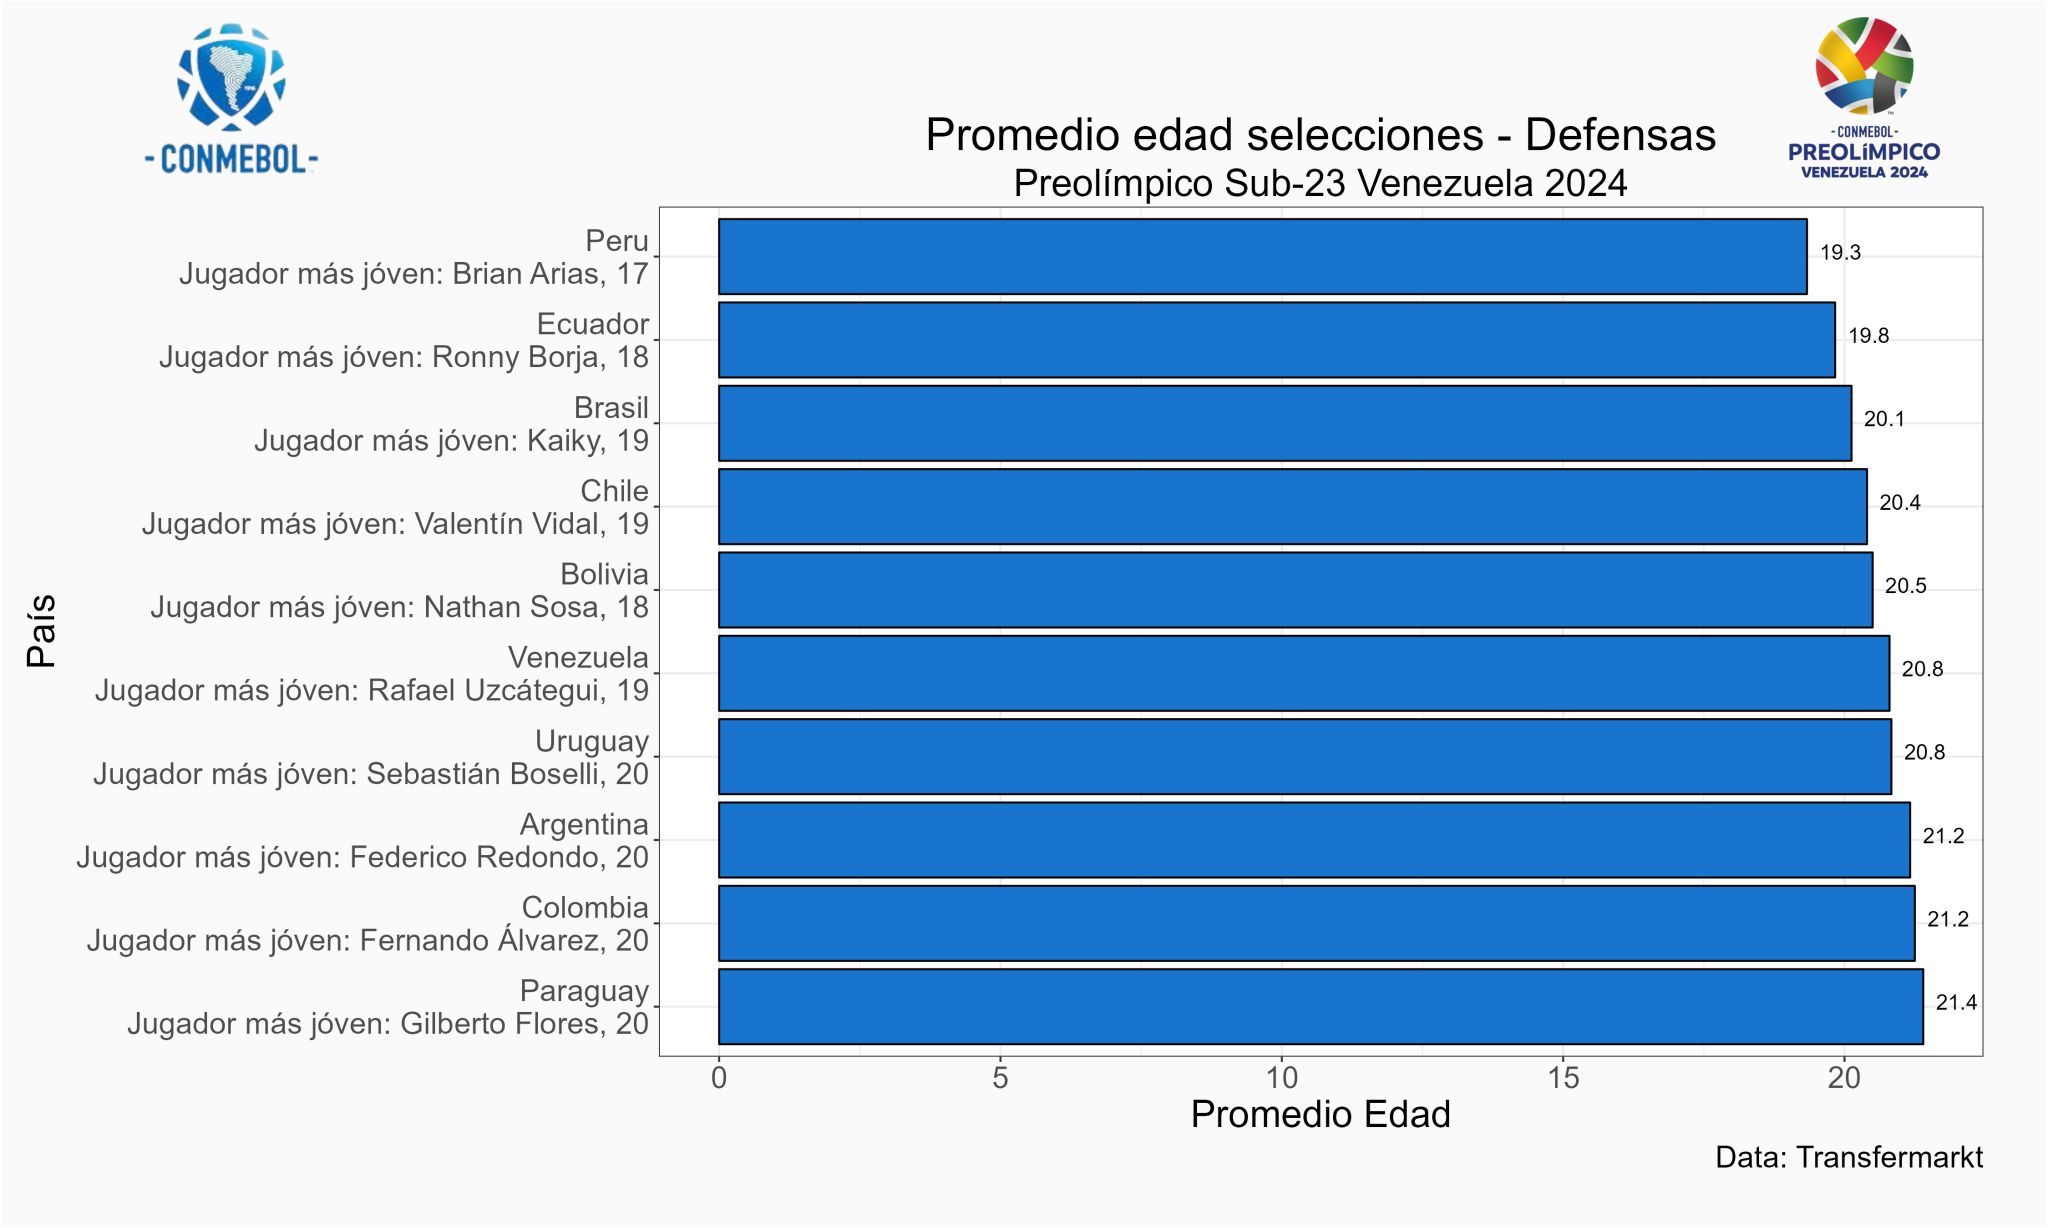 - CONMEBOL -
- CONMEBOL -
PREOLíMPICO
VENEZUELA 2024
Promedio edad selecciones - Defensas
Preolímpico Sub-23 Venezuela 2024
País
Peru
Jugador más jóven: Brian Arias, 17
19.3
Ecuador
Jugador más jóven: Ronny Borja, 18
19.8
Brasil
Jugador más jóven: Kaiky, 19
20.1
Chile
Jugador más jóven: Valentín Vidal, 19
20.4
Bolivia
Jugador más jóven: Nathan Sosa, 18
20.5
Venezuela
Jugador más jóven: Rafael Uzcátegui, 19
20.8
Uruguay
Jugador más jóven: Sebastián Boselli, 20
20.8
Argentina
Jugador más jóven: Federico Redondo, 20
21.2
Colombia
Jugador más jóven: Fernando Álvarez, 20
21.2
Paraguay
Jugador más jóven: Gilberto Flores, 20
21.4
0 5 10 15 20
Promedio Edad
Data: Transfermarkt